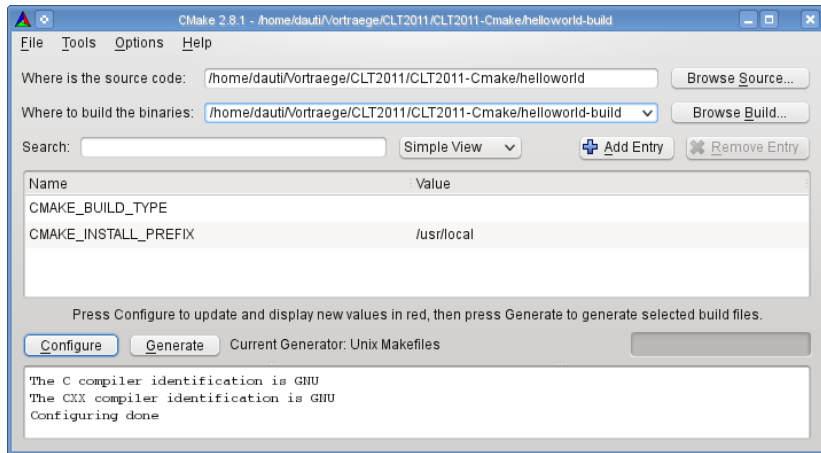 CMake 2.8.1 - /home/dauti/Vortraege/CLT2011/CLT2011-Cmake/helloworld-build
File Tools Options Help
Where is the source code: /home/dauti/Vortraege/CLT2011/CLT2011-Cmake/helloworld Browse Source...
Where to build the binaries: /home/dauti/Vortraege/CLT2011/CLT2011-Cmake/helloworld-build Browse Build...
Search: Simple View Add Entry Remove Entry
Name Value
CMAKE_BUILD_TYPE
CMAKE_INSTALL_PREFIX /usr/local
Press Configure to update and display new values in red, then press Generate to generate selected build files.
Configure Generate Current Generator: Unix Makefiles
The C compiler identification is GNU
The CXX compiler identification is GNU
Configuring done